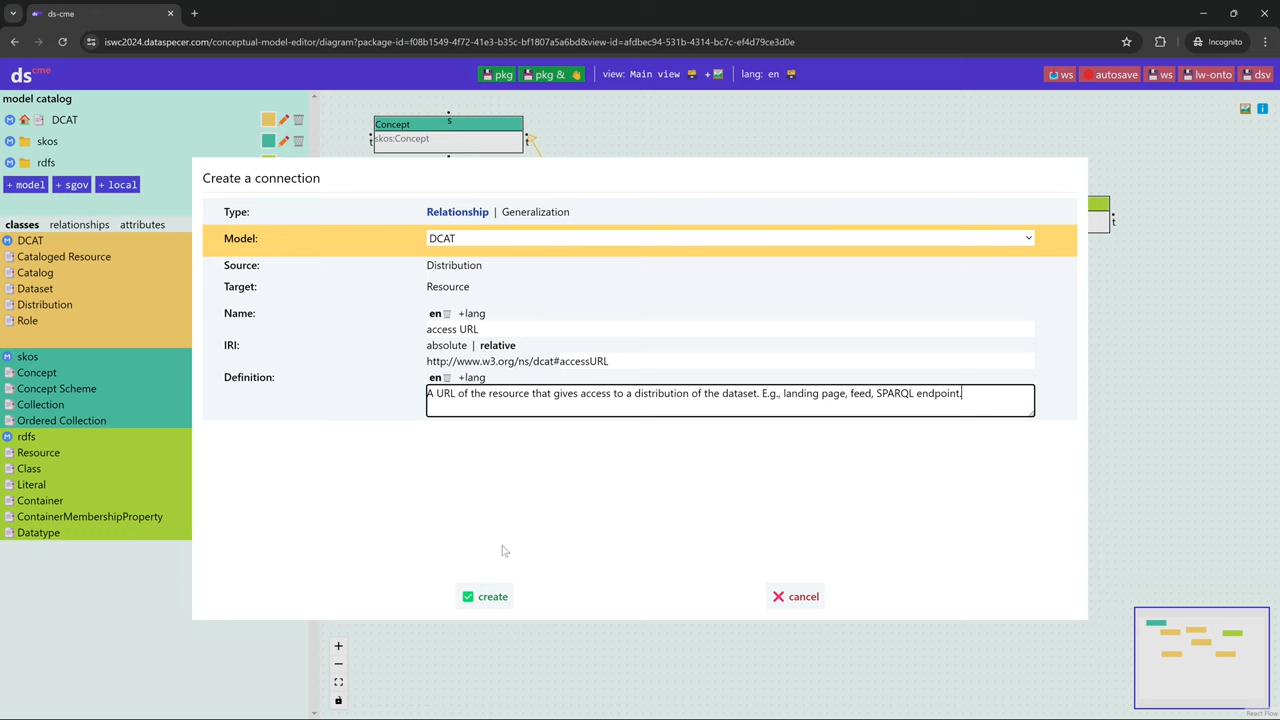 ds-cme
iswc2024.dataspecer.com/conceptual-model-editor/diagram?package-id=f08b1549-4f72-41e3-b35c-bf1807a5a6bd&view-id=afdbec94-531b-4314-bc7c-ef4d79ce3d0e
Incognito
ds cme
pkg
pkg &
view: Main view
+
lang: en
ws
autosave
ws
lw-onto
dsv
model catalog
M DCAT
M skos
M rdfs
+ model
+ sgov
+ local
classes relationships attributes
M DCAT
Cataloged Resource
Catalog
Dataset
Distribution
Role
M skos
Concept
Concept Scheme
Collection
Ordered Collection
M rdfs
Resource
Class
Literal
Container
ContainerMembershipProperty
Datatype
Concept
s
t skos:Concept t
t
Create a connection
Type: Relationship | Generalization
Model: DCAT
Source: Distribution
Target: Resource
Name: en +lang
access URL
IRI: absolute | relative
http://www.w3.org/ns/dcat#accessURL
Definition: en +lang
A URL of the resource that gives access to a distribution of the dataset. E.g., landing page, feed, SPARQL endpoint.
create
cancel
React Flow